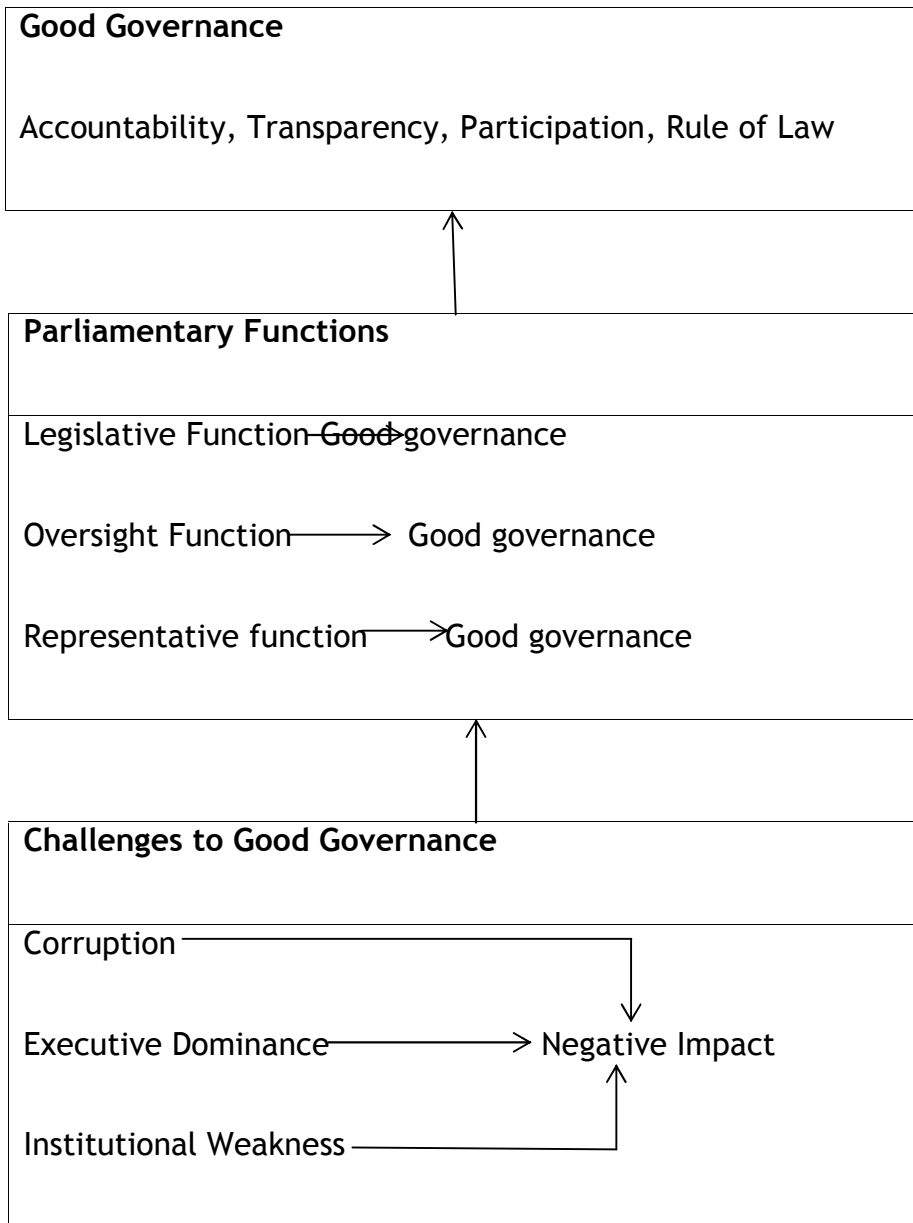 Good Governance
Accountability, Transparency, Participation, Rule of Law
Parliamentary Functions
Legislative Function Good governance
Oversight Function Good governance
Representative function Good governance
Challenges to Good Governance
Corruption
Executive Dominance Negative Impact
Institutional Weakness